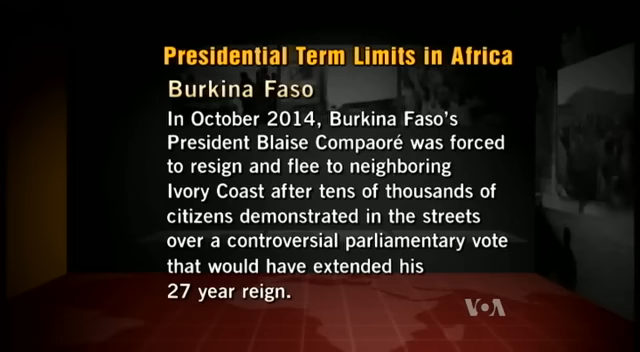 Presidential Term Limits in Africa
Burkina Faso
In October 2014, Burkina Faso's
President Blaise Compaoré was forced
to resign and flee to neighboring
Ivory Coast after tens of thousands of
citizens demonstrated in the streets
over a controversial parliamentary vote
that would have extended his
27 year reign.
VOA